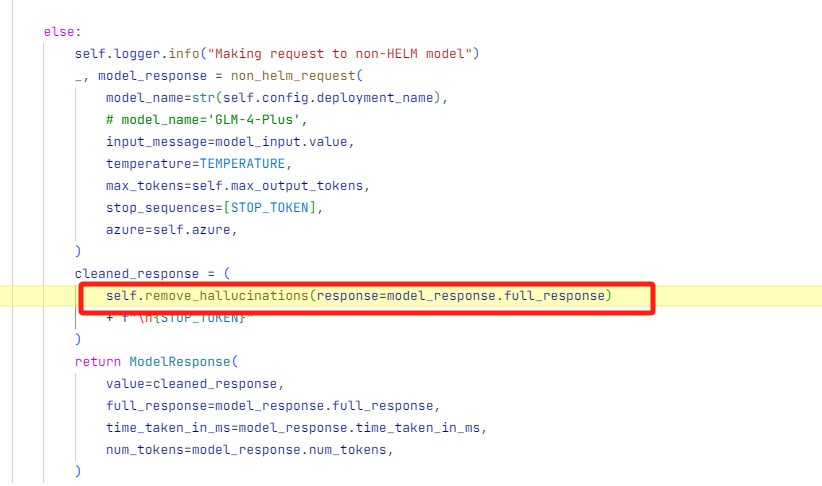 else:
self.logger.info("Making request to non-HELM model")
_, model_response = non_helm_request(
model_name=str(self.config.deployment_name),
# model_name='GLM-4-Plus',
input_message=model_input.value,
temperature=TEMPERATURE,
max_tokens=self.max_output_tokens,
stop_sequences=[STOP_TOKEN],
azure=self.azure,
)
cleaned_response = (
self.remove_hallucinations(response=model_response.full_response)
+ f"\n{STOP_TOKEN}"
)
return ModelResponse(
value=cleaned_response,
full_response=model_response.full_response,
time_taken_in_ms=model_response.time_taken_in_ms,
num_tokens=model_response.num_tokens,
)